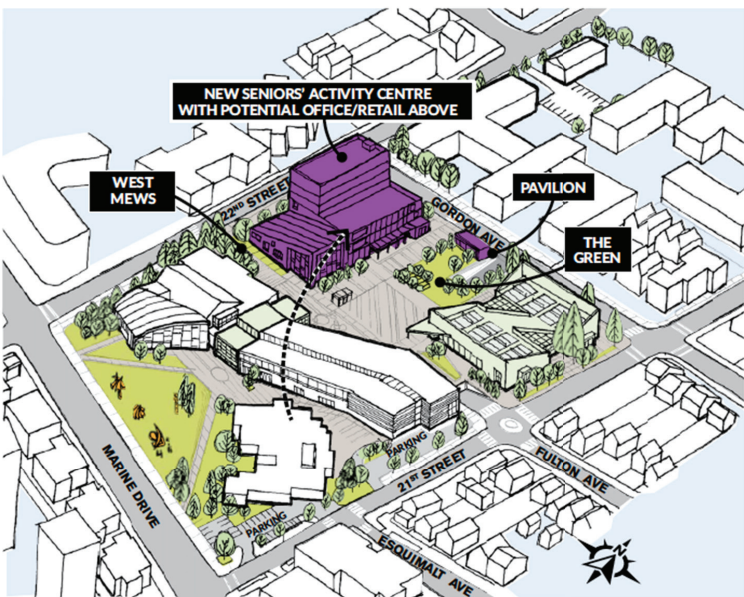 NEW SENIORS' ACTIVITY CENTRE
WITH POTENTIAL OFFICE/RETAIL ABOVE
WEST
MEWS
22ND STREET
GORDON AVE
PAVILION
THE
GREEN
MARINE DRIVE
PARKING
PARKING
21ST STREET
FULTON AVE
ESQUIMALT AVE
N